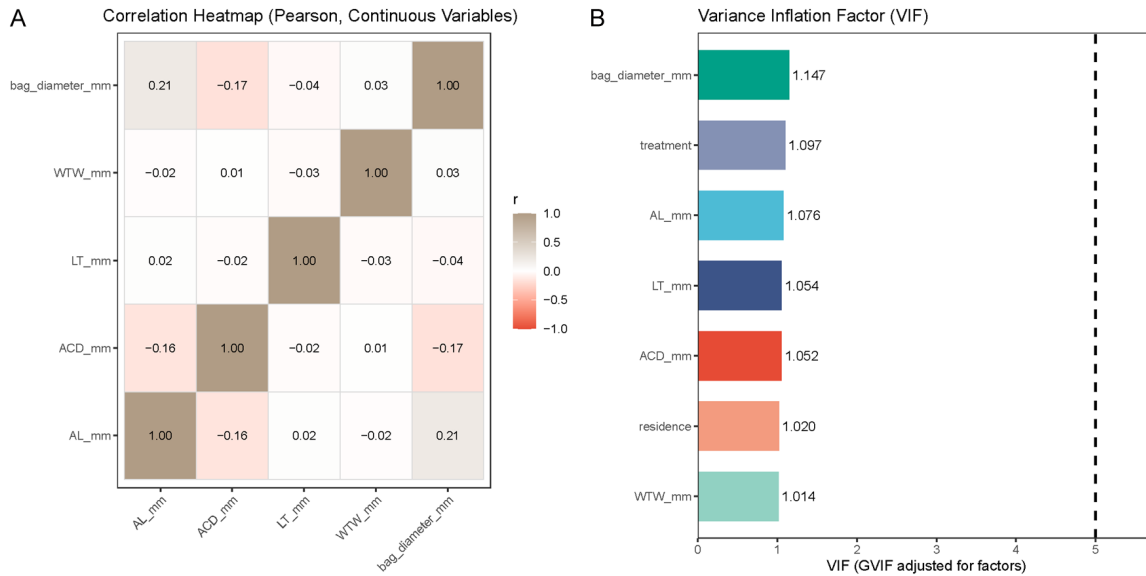 A
Correlation Heatmap (Pearson, Continuous Variables)
bag_diameter_mm
0.21
−0.17
−0.04
0.03
1.00
WTW_mm
−0.02
0.01
−0.03
1.00
0.03
LT_mm
0.02
−0.02
1.00
−0.03
−0.04
ACD_mm
−0.16
1.00
−0.02
0.01
−0.17
AL_mm
1.00
−0.16
0.02
−0.02
0.21
AL_mm
ACD_mm
LT_mm
WTW_mm
bag_diameter_mm
r
1.0
0.5
0.0
−0.5
−1.0
B
Variance Inflation Factor (VIF)
bag_diameter_mm
1.147
treatment
1.097
AL_mm
1.076
LT_mm
1.054
ACD_mm
1.052
residence
1.020
WTW_mm
1.014
0
1
2
3
4
5
VIF (GVIF adjusted for factors)